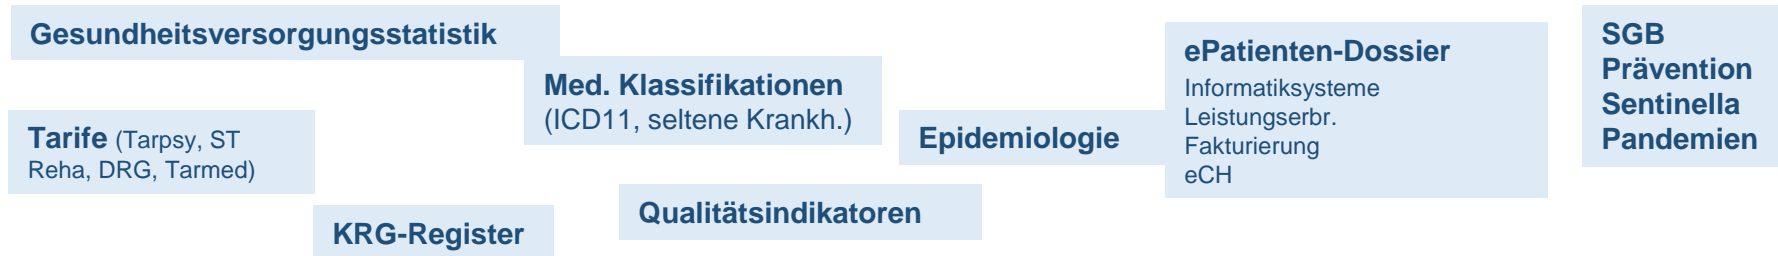 Gesundheitsversorgungsstatistik
Med. Klassifikationen
(ICD11, seltene Krankh.)
Tarife (Tarpsy, ST
Reha, DRG, Tarmed)
KRG-Register
Qualitätsindikatoren
Epidemiologie
ePatienten-Dossier
Informatiksysteme
Leistungserbr.
Fakturierung
eCH
SGB
Prävention
Sentinella
Pandemien